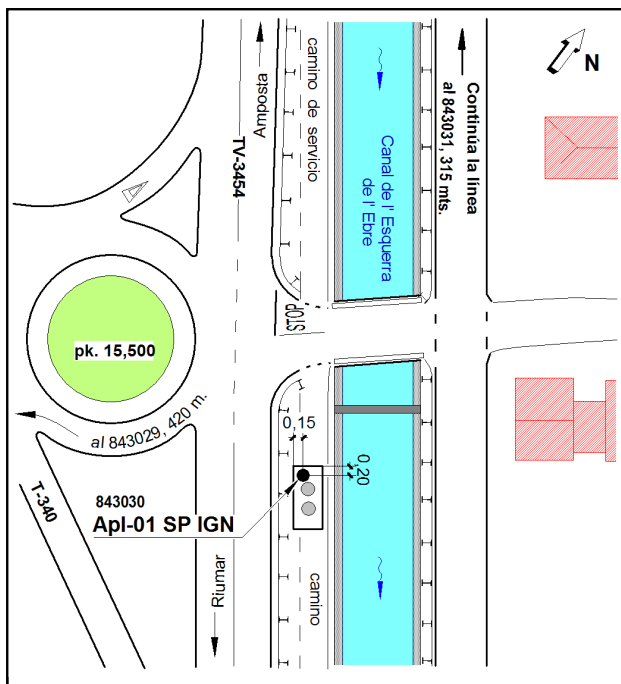 Amposta
camino de servicio
TV-3454
Canal de l' Esquerra
de l' Ebre
Continúa la línea
al 843031, 315 mts.
N
STOP
pk. 15,500
al 843029, 420 m.
0,15
0,20
T-340
843030
Apl-01 SP IGN
Riumar
camino